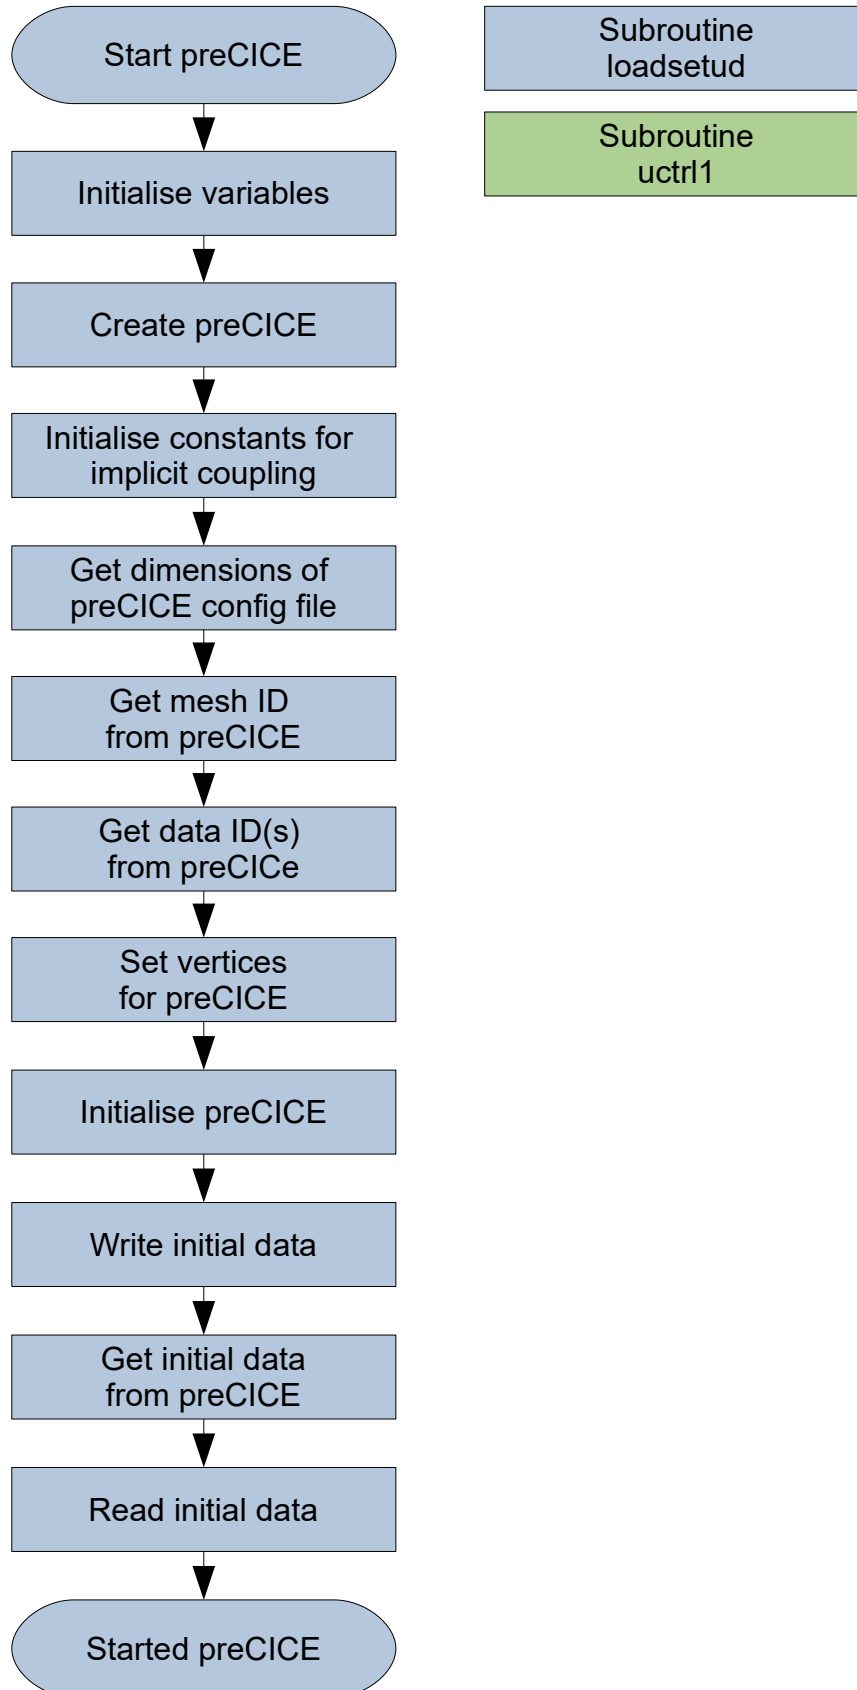 Start preCICE
Initialise variables
Create preCICE
Initialise constants for
implicit coupling
Get dimensions of
preCICE config file
Get mesh ID
from preCICE
Get data ID(s)
from preCICe
Set vertices
for preCICE
Initialise preCICE
Write initial data
Get initial data
from preCICE
Read initial data
Started preCICE
Subroutine
loadsetud
Subroutine
uctrl1